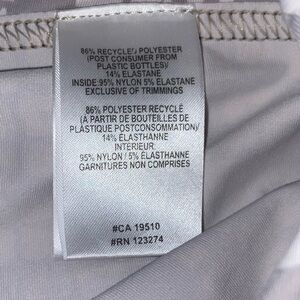 86% RECYCLED POLYESTER
(POST CONSUMER FROM
PLASTIC BOTTLES)/
14% ELASTANE
INSIDE:95% NYLON 5% ELASTANE
EXCLUSIVE OF TRIMMINGS
86% POLYESTER RECYCLÉ
(A PARTIR DE BOUTEILLES DE
PLASTIQUE POSTCONSOMMATION)/
14% ÉLASTHANNE
INTERIEUR:
95% NYLON / 5% ÉLASTHANNE
GARNITURES NON COMPRISES
#CA 19510
#RN 123274